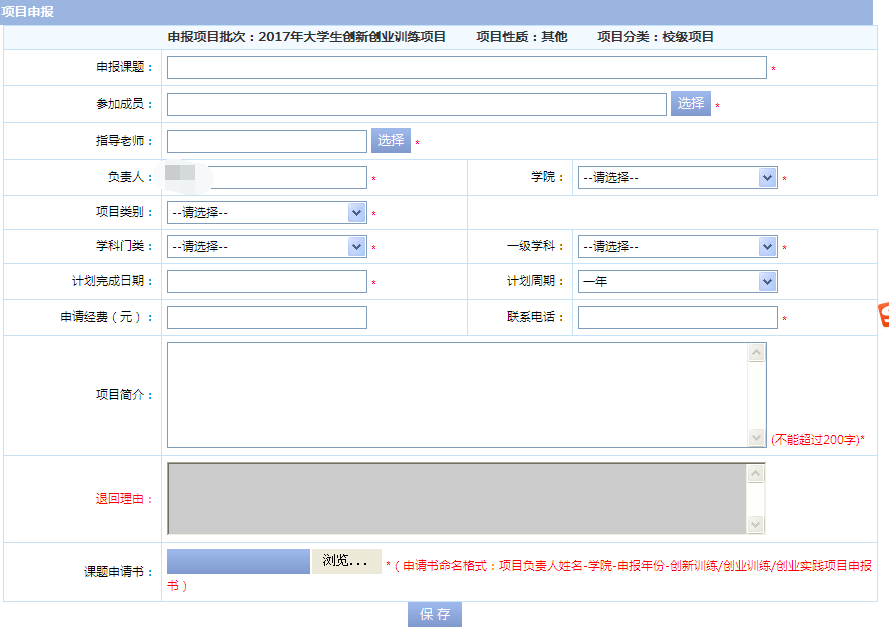 项目申报
申报项目批次：2017年大学生创新创业训练项目 项目性质：其他 项目分类：校级项目
申报课题： *
参加成员： 选择 *
指导老师： 选择 *
负责人： * 学院： --请选择-- *
项目类别： --请选择-- *
学科门类： --请选择-- * 一级学科： --请选择-- *
计划完成日期： * 计划周期： 一年
申请经费（元）： 联系电话： *
项目简介： (不能超过200字)*
退回理由：
课题申请书： 浏览... *（申请书命名格式：项目负责人姓名-学院-申报年份-创新训练/创业训练/创业实践项目申报
书）
保存